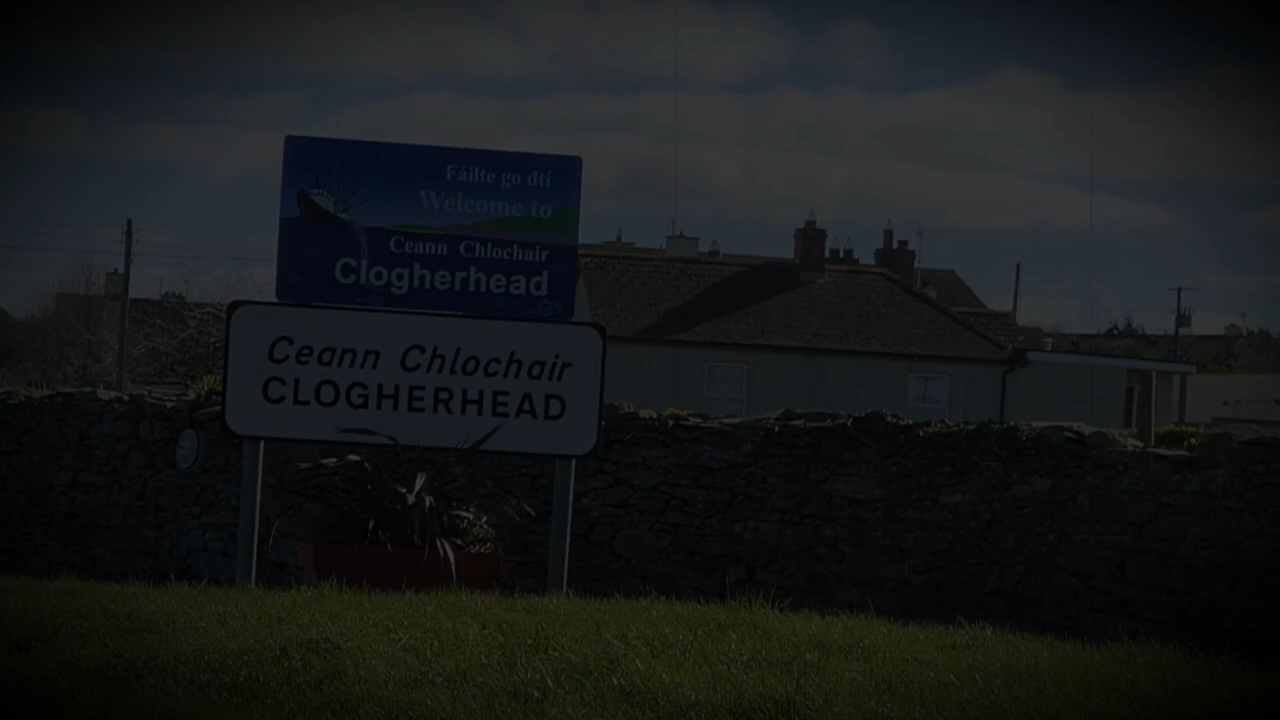 Fáilte go dtí
Welcome to
Ceann Chlochair
Clogherhead
Ceann Chlochair
CLOGHERHEAD